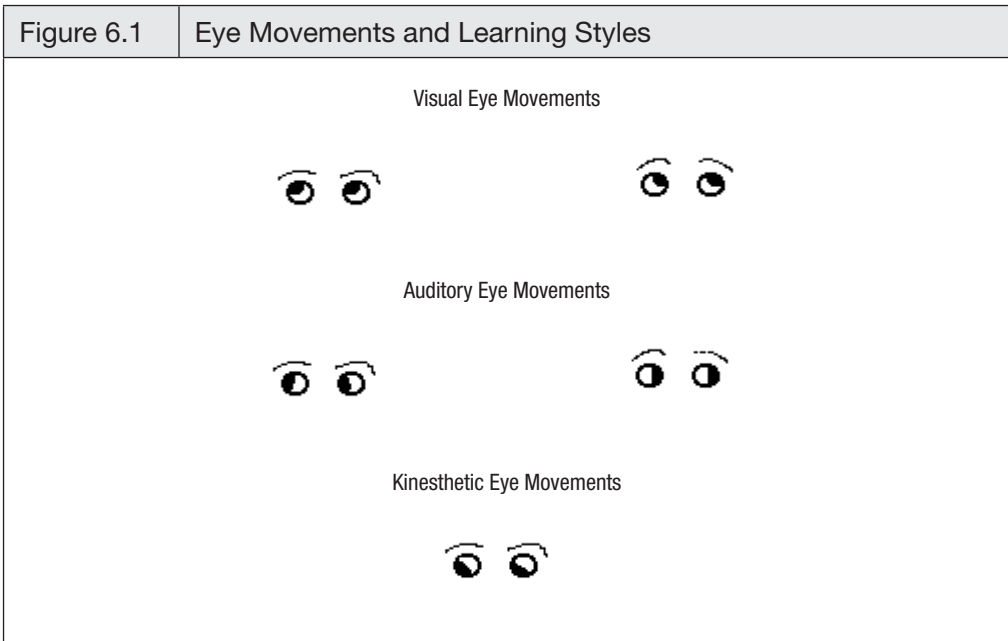 Figure 6.1 Eye Movements and Learning Styles
Visual Eye Movements
Auditory Eye Movements
Kinesthetic Eye Movements